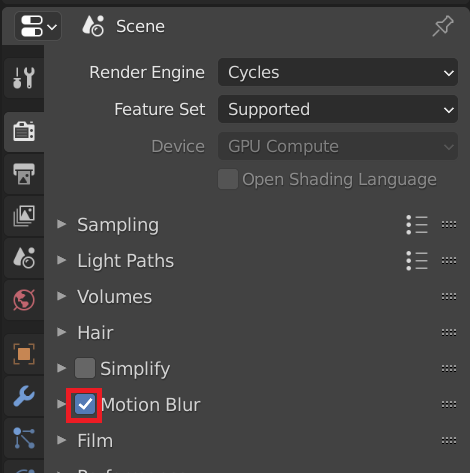 Scene
Render Engine Cycles
Feature Set Supported
Device GPU Compute
Open Shading Language
Sampling
Light Paths
Volumes
Hair
Simplify
Motion Blur
Film